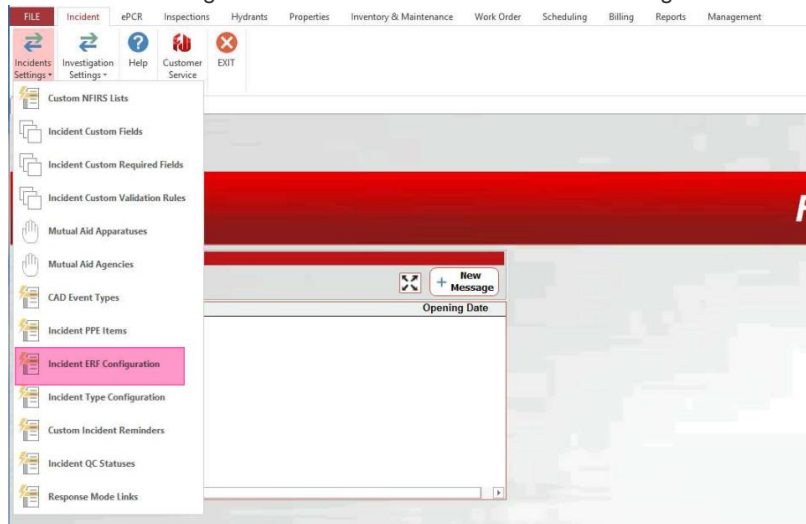 FILE Incident ePCR Inspections Hydrants Properties Inventory & Maintenance Work Order Scheduling Billing Reports Management
Incidents Settings
Investigation Settings
Help
Customer Service
EXIT
Custom NFIRS Lists
Incident Custom Fields
Incident Custom Required Fields
Incident Custom Validation Rules
Mutual Aid Apparatuses
Mutual Aid Agencies
CAD Event Types
Incident PPE Items
Incident ERF Configuration
Incident Type Configuration
Custom Incident Reminders
Incident QC Statuses
Response Mode Links
+ New
Message
Opening Date